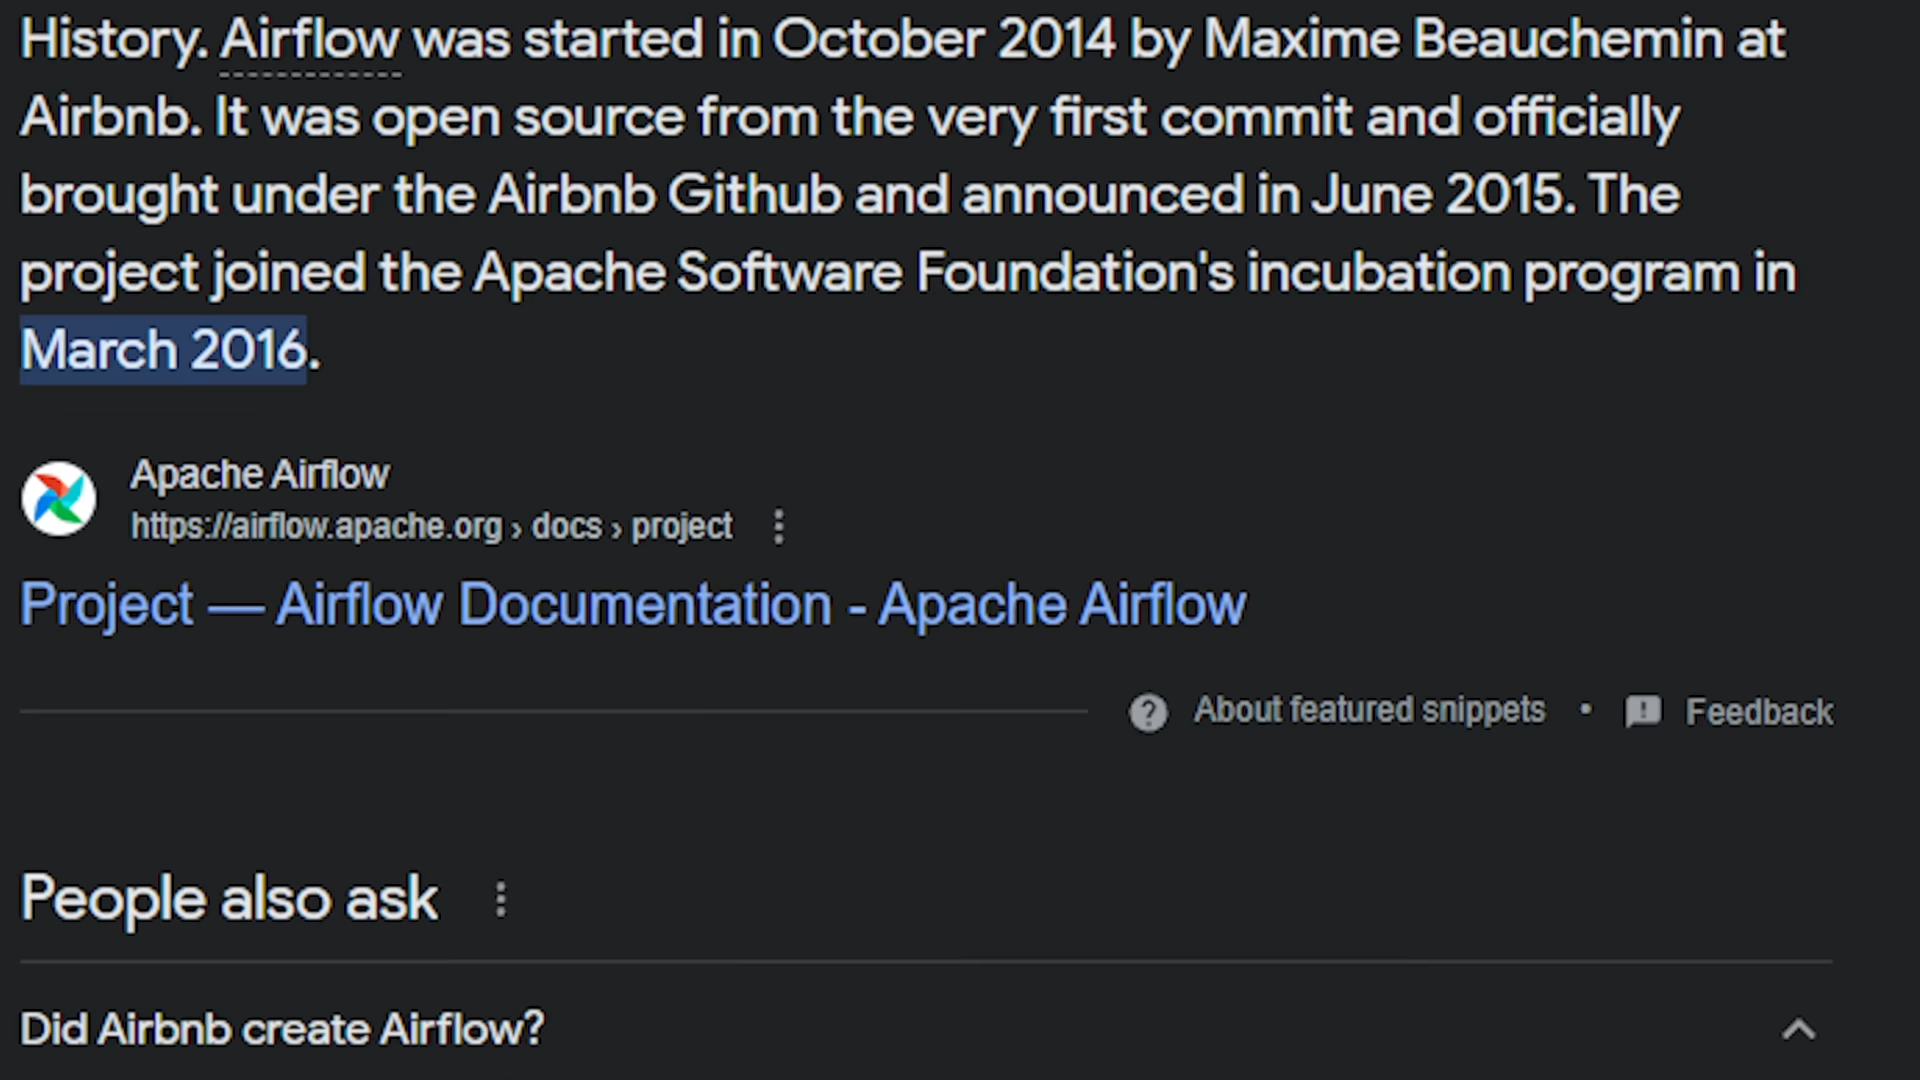 History. Airflow was started in October 2014 by Maxime Beauchemin at
Airbnb. It was open source from the very first commit and officially
brought under the Airbnb Github and announced in June 2015. The
project joined the Apache Software Foundation's incubation program in
March 2016.
Apache Airflow
https://airflow.apache.org › docs › project
Project — Airflow Documentation - Apache Airflow
About featured snippets • Feedback
People also ask
Did Airbnb create Airflow?